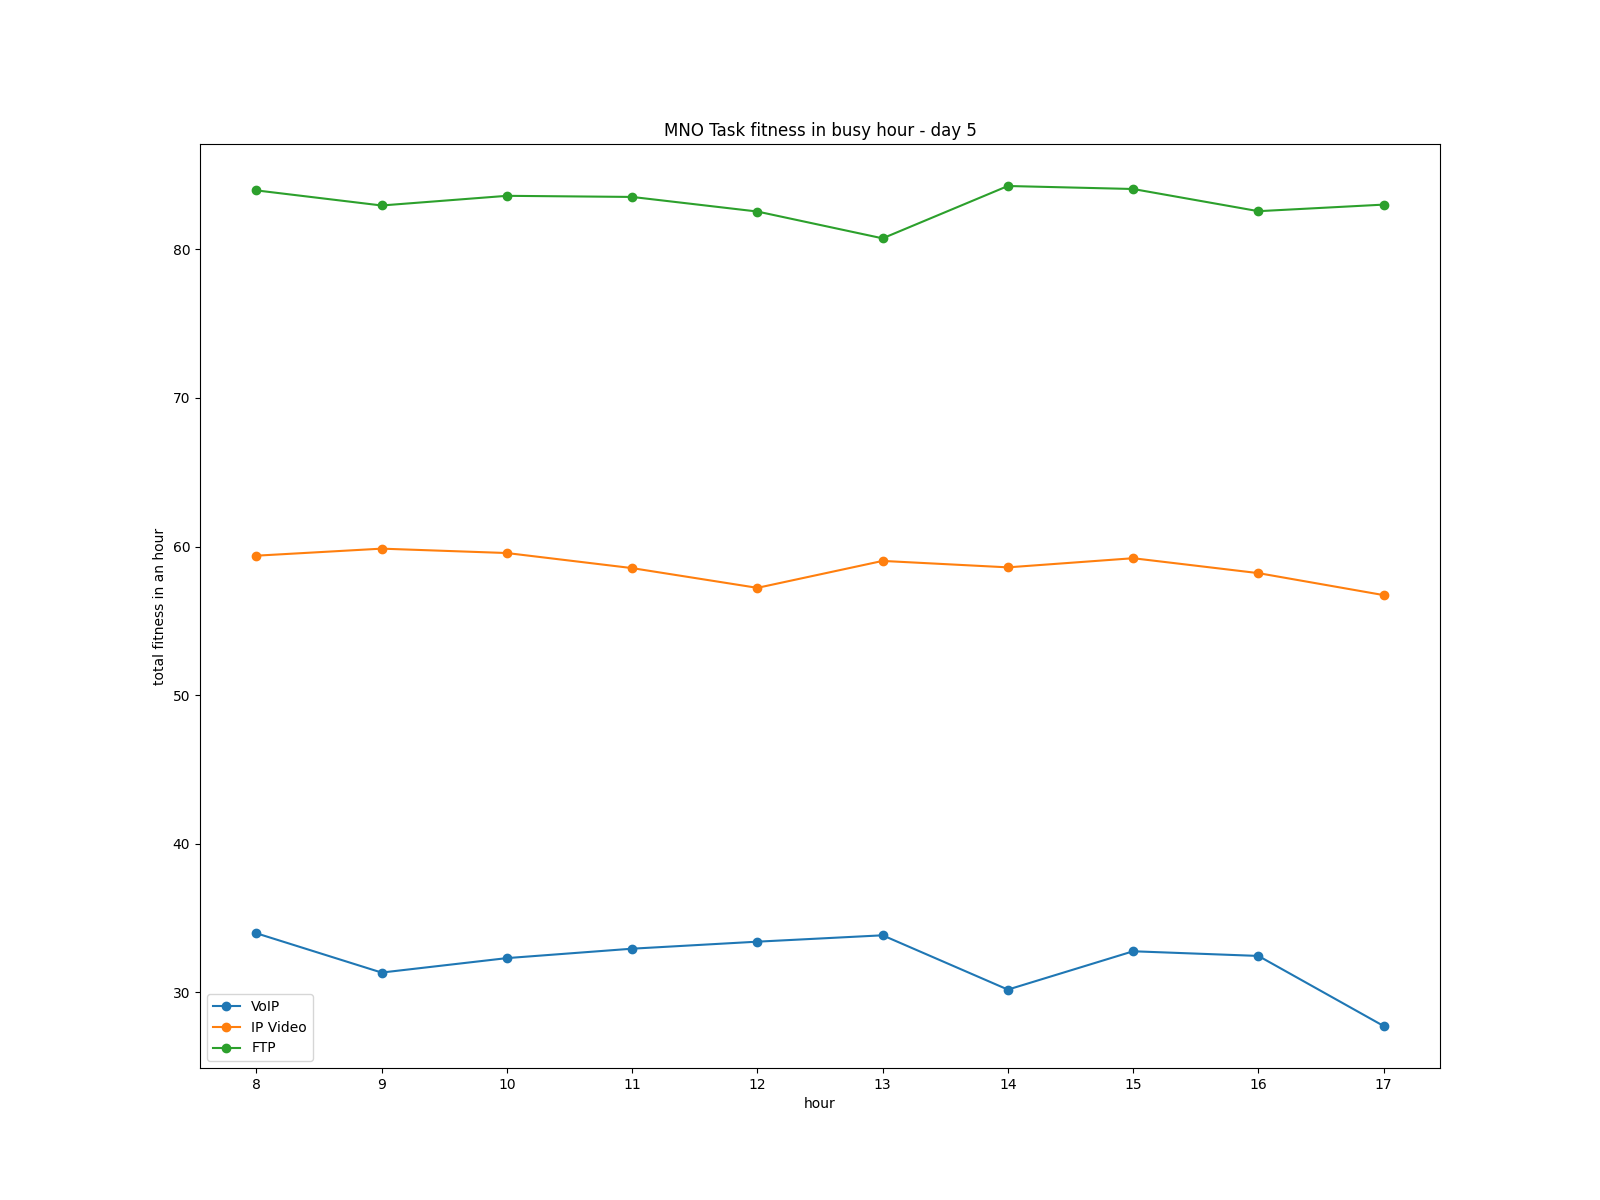 MNO Task fitness in busy hour - day 5
total fitness in an hour
80
70
60
50
40
30
VoIP
IP Video
FTP
8 9 10 11 12 13 14 15 16 17
hour